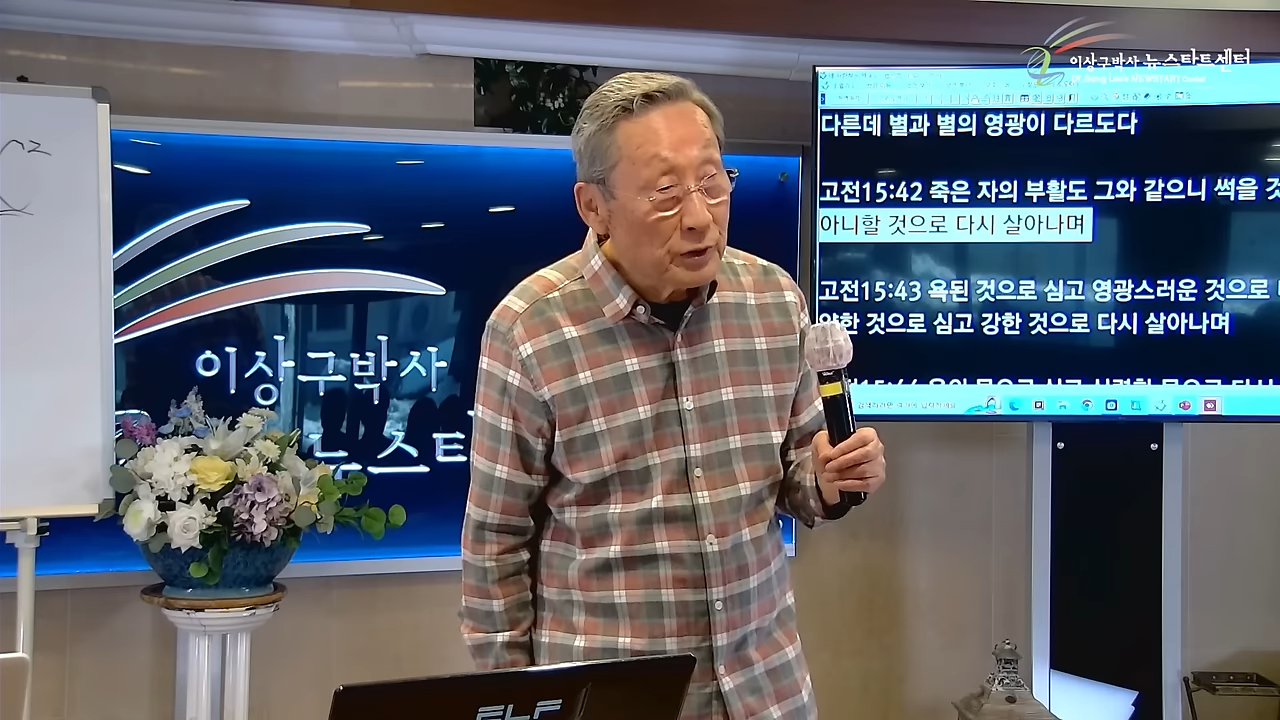 이상구박사 뉴스타트센터
다른데 별과 별의 영광이 다르도다
고전15:42 죽은 자의 부활도 그와 같으니 썩을
아니할 것으로 다시 살아나며
고전15:43 욕된 것으로 심고 영광스러운 것으로
약한 것으로 심고 강한 것으로 다시 살아나며
이상구박사
뉴스타